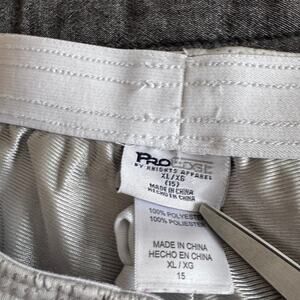 PROEDGE
BY KNIGHTS APPAREL
XL/XG
(15)
MADE IN CHINA
HECHO EN CHINA
100% POLYESTER
100% POLIESTER
MADE IN CHINA
HECHO EN CHINA
XL / XG
15